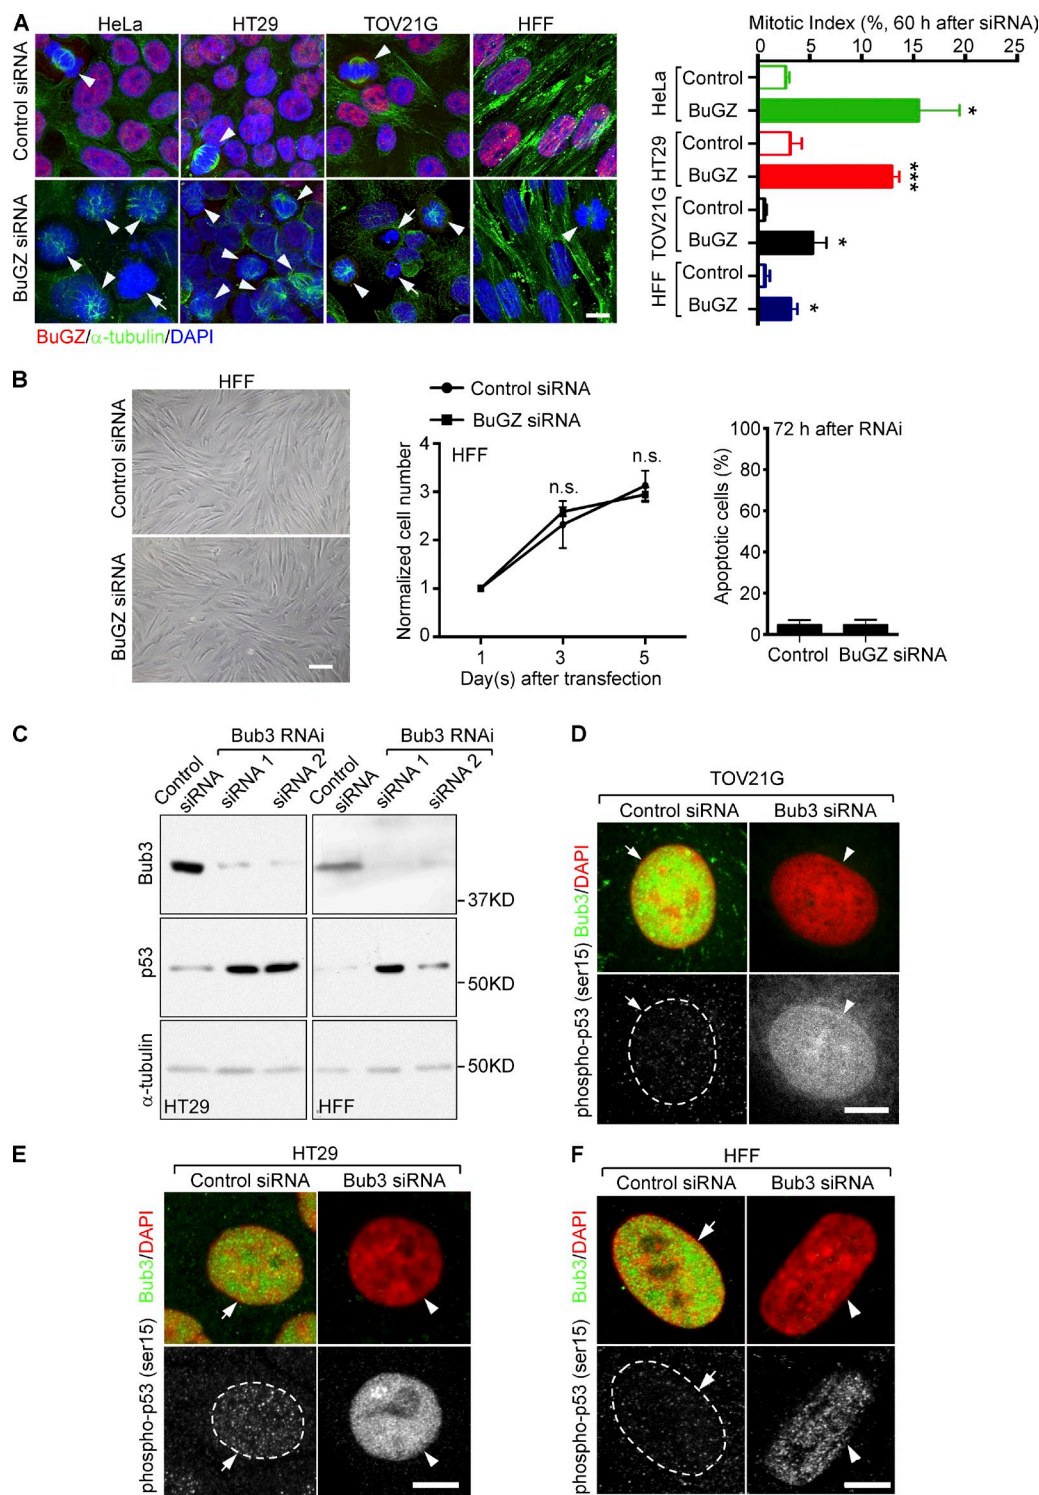 A
HeLa
HT29
TOV21G
HFF
Control siRNA
BuGZ siRNA
BuGZ/α-tubulin/DAPI
Mitotic Index (%, 60 h after siRNA)
0 5 10 15 20 25
HeLa
Control
BuGZ
*
HT29
Control
BuGZ
***
TOV21G
Control
BuGZ
*
HFF
Control
BuGZ
*
B
HFF
Control siRNA
BuGZ siRNA
Control siRNA
BuGZ siRNA
HFF
Normalized cell number
4
3
2
1
0
n.s.
n.s.
1 3 5
Day(s) after transfection
72 h after RNAi
Apoptotic cells (%)
100
80
60
40
20
0
Control BuGZ siRNA
C
Bub3 RNAi
Bub3 RNAi
Control siRNA
siRNA 1
siRNA 2
Control siRNA
siRNA 1
siRNA 2
Bub3
37KD
p53
50KD
α-tubulin
50KD
HT29
HFF
D
TOV21G
Control siRNA
Bub3 siRNA
Bub3/DAPI
phospho-p53 (ser15)
E
HT29
Control siRNA
Bub3 siRNA
Bub3/DAPI
phospho-p53 (ser15)
F
HFF
Control siRNA
Bub3 siRNA
Bub3/DAPI
phospho-p53 (ser15)